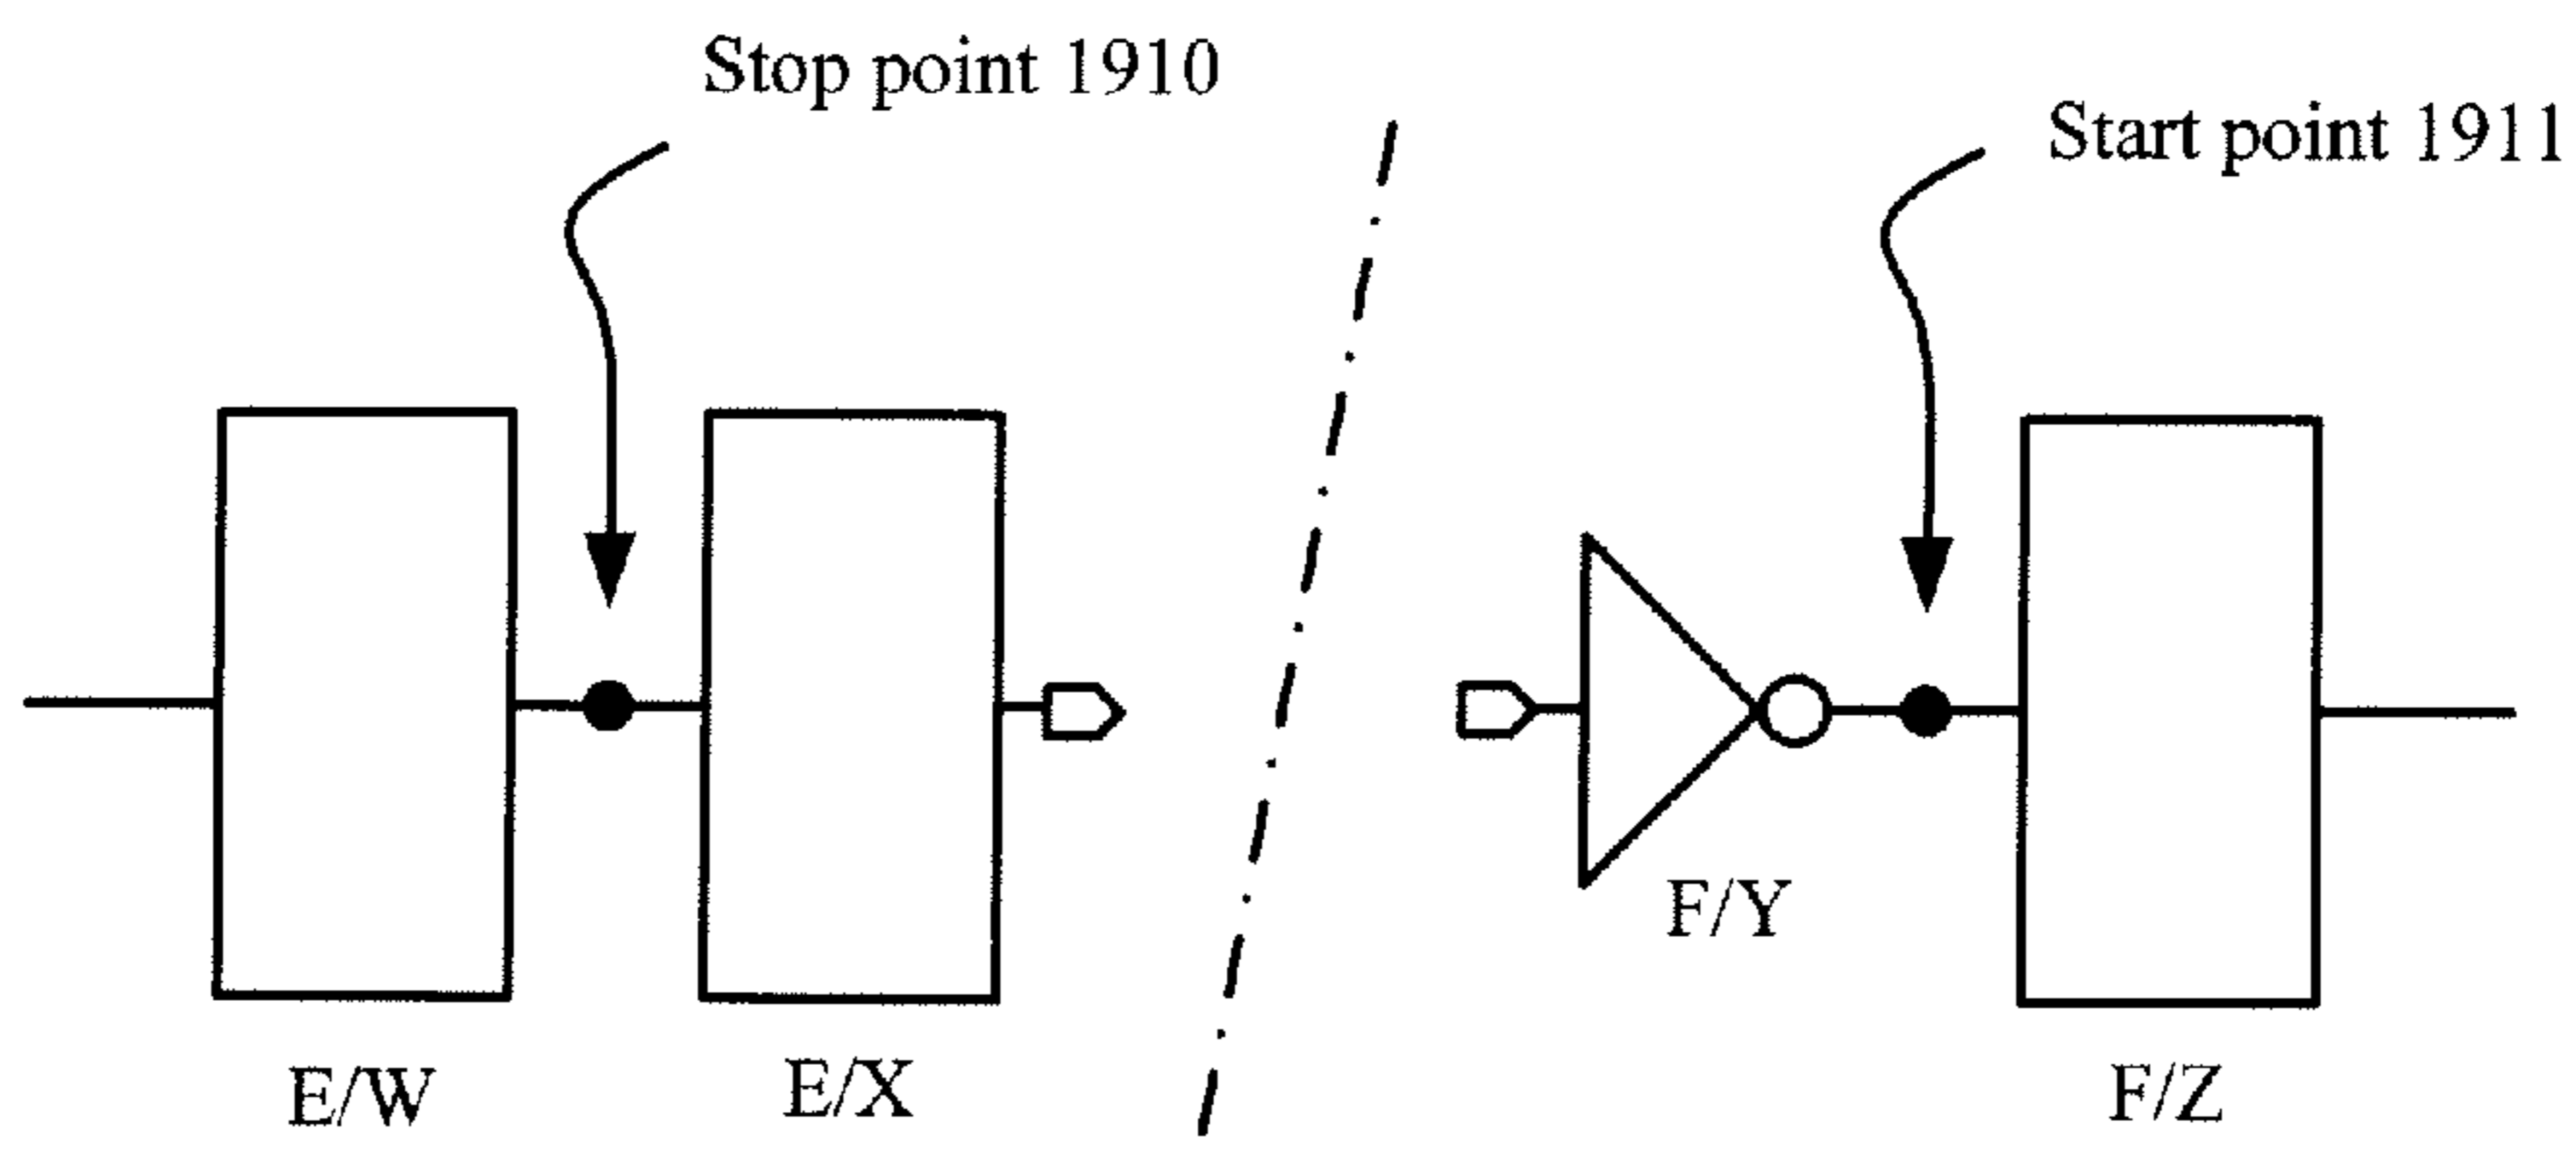 Stop point 1910
Start point 1911
F/Y
E/W
E/X
F/Z